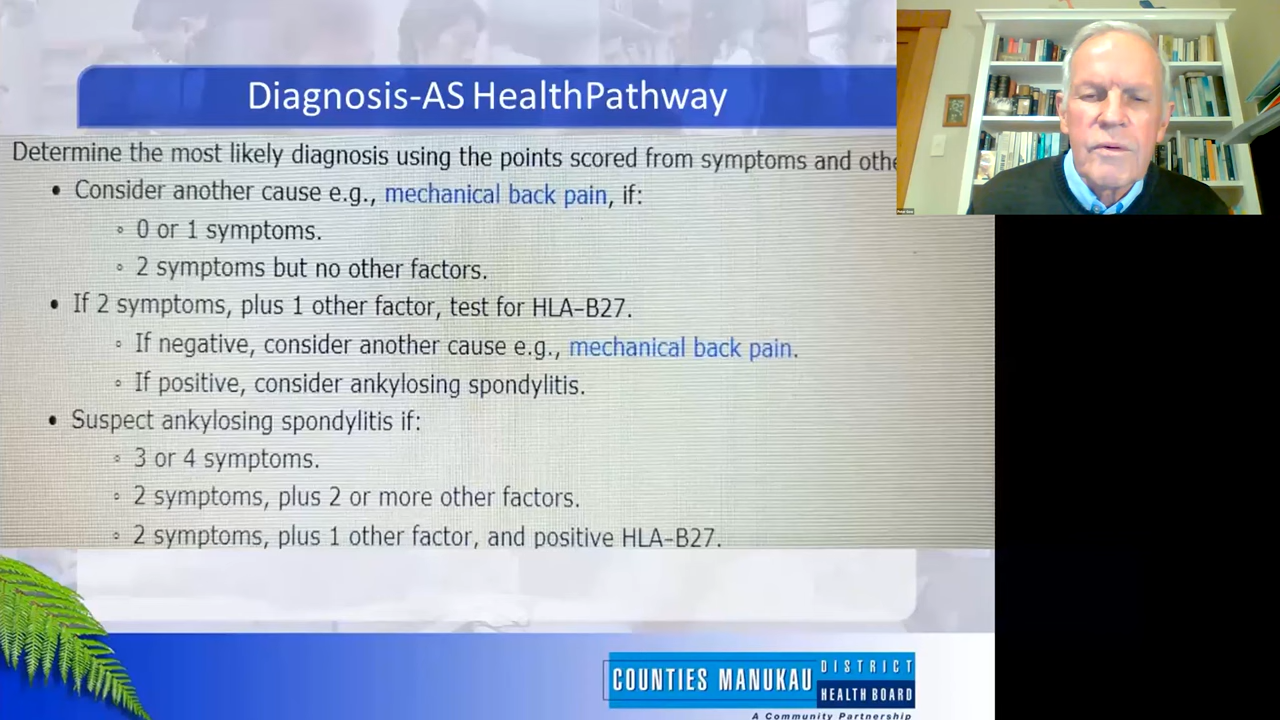 Diagnosis-AS HealthPathway
Determine the most likely diagnosis using the points scored from symptoms and othe
• Consider another cause e.g., mechanical back pain, if:
◦ 0 or 1 symptoms.
◦ 2 symptoms but no other factors.
• If 2 symptoms, plus 1 other factor, test for HLA-B27.
◦ If negative, consider another cause e.g., mechanical back pain.
◦ If positive, consider ankylosing spondylitis.
• Suspect ankylosing spondylitis if:
◦ 3 or 4 symptoms.
◦ 2 symptoms, plus 2 or more other factors.
◦ 2 symptoms, plus 1 other factor, and positive HLA-B27.
COUNTIES MANUKAU DISTRICT
HEALTH BOARD
A Community Partnership